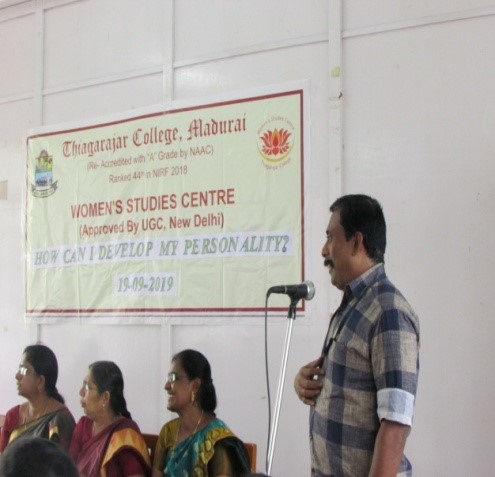 Thiagarajar College, Madurai
(Re- Accredited with "A" Grade by NAAC)
Ranked 44th in NIRF 2018
WOMEN'S STUDIES CENTRE
(Approved By UGC, New Delhi)
HOW CAN I DEVELOP MY PERSONALITY?
19-09-2019